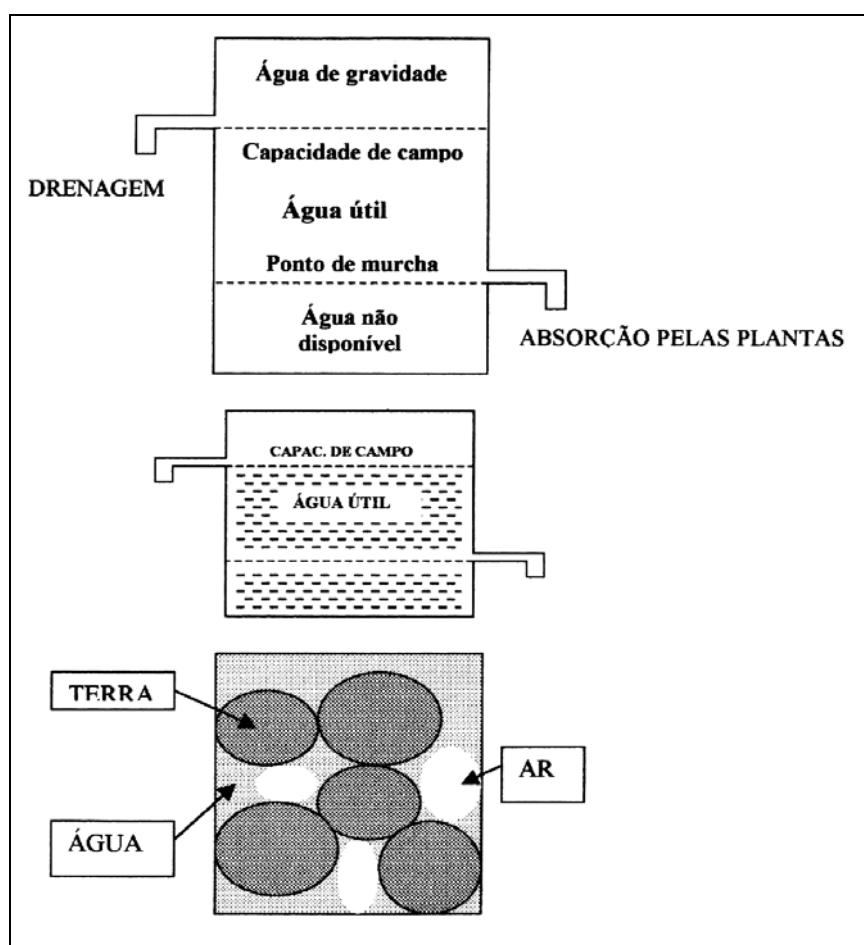 Água de gravidade
Capacidade de campo
DRENAGEM
Água útil
Ponto de murcha
Água não
disponível
ABSORÇÃO PELAS PLANTAS
CAPAC. DE CAMPO
ÁGUA ÚTIL
TERRA
AR
ÁGUA